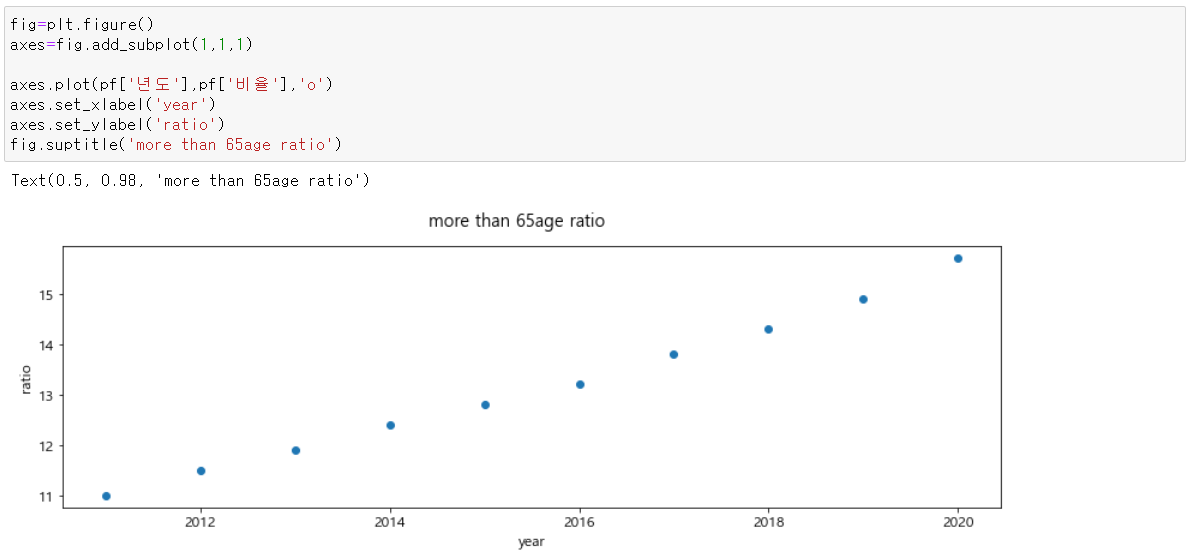 fig=plt.figure()
axes=fig.add_subplot(1,1,1)
axes.plot(pf['년도'],pf['비율'],'o')
axes.set_xlabel('year')
axes.set_ylabel('ratio')
fig.suptitle('more than 65age ratio')
Text(0.5, 0.98, 'more than 65age ratio')
more than 65age ratio
15
14
13
12
11
ratio
2012 2014 2016 2018 2020
year